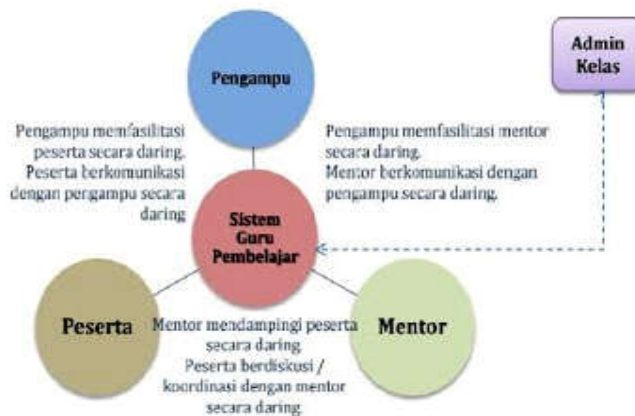 Pengampu
Admin
Kelas
Pengampu memfasilitasi
peserta secara daring.
Peserta berkomunikasi
dengan pengampu secara
daring
Pengampu memfasilitasi mentor
secara daring.
Mentor berkomunikasi dengan
pengampu secara daring.
Sistem
Guru
Pembelajar
Peserta
Mentor
Mentor mendampingi peserta
secara daring.
Peserta berdiskusi /
koordinasi dengan mentor
secara daring